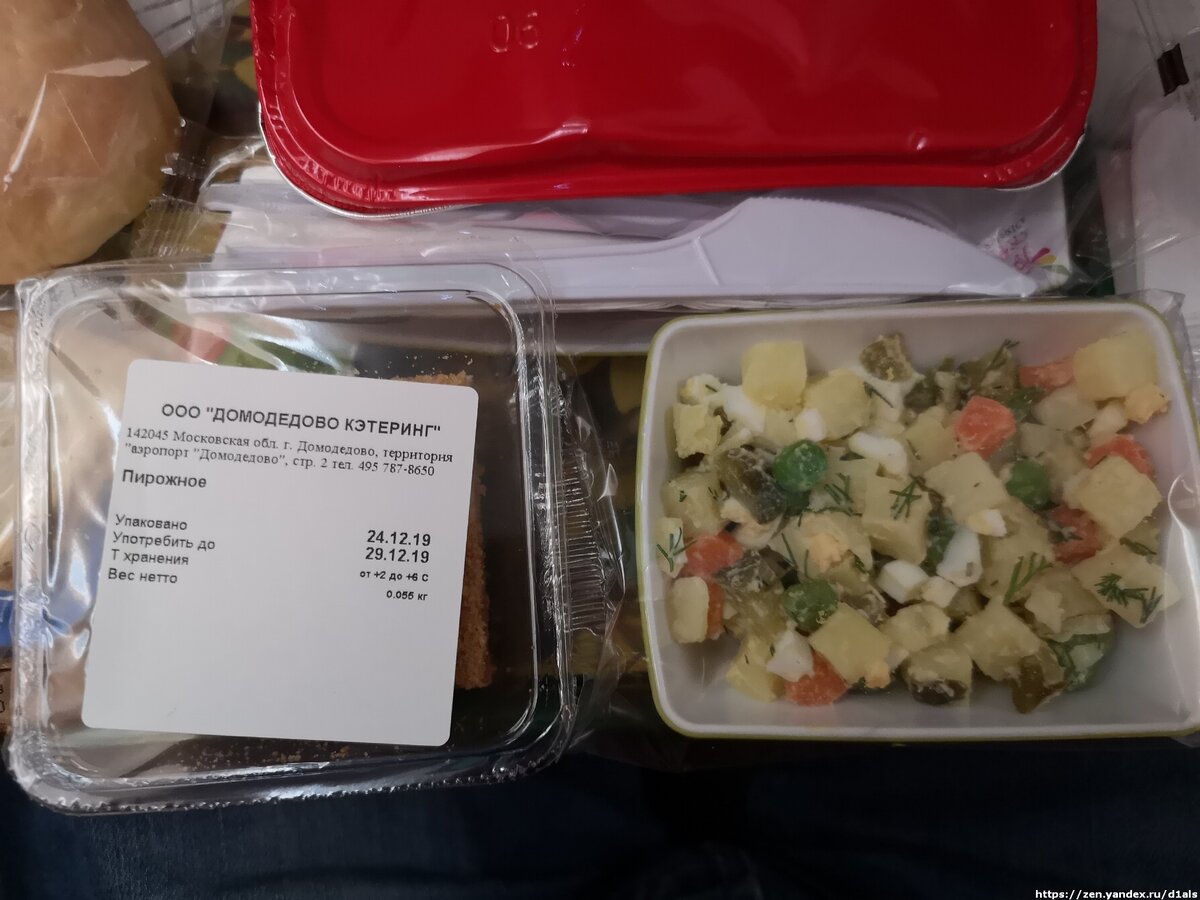 06
ООО "ДОМОДЕДОВО КЭТЕРИНГ"
142045 Московская обл. г. Домодедово, территория
"аэропорт "Домодедово", стр. 2 тел. 495 787-8650
Пирожное
Упаковано 24.12.19
Употребить до 29.12.19
Т хранения от +2 до +6 С
Вес нетто 0.055 кг
https://zen.yandex.ru/d1als